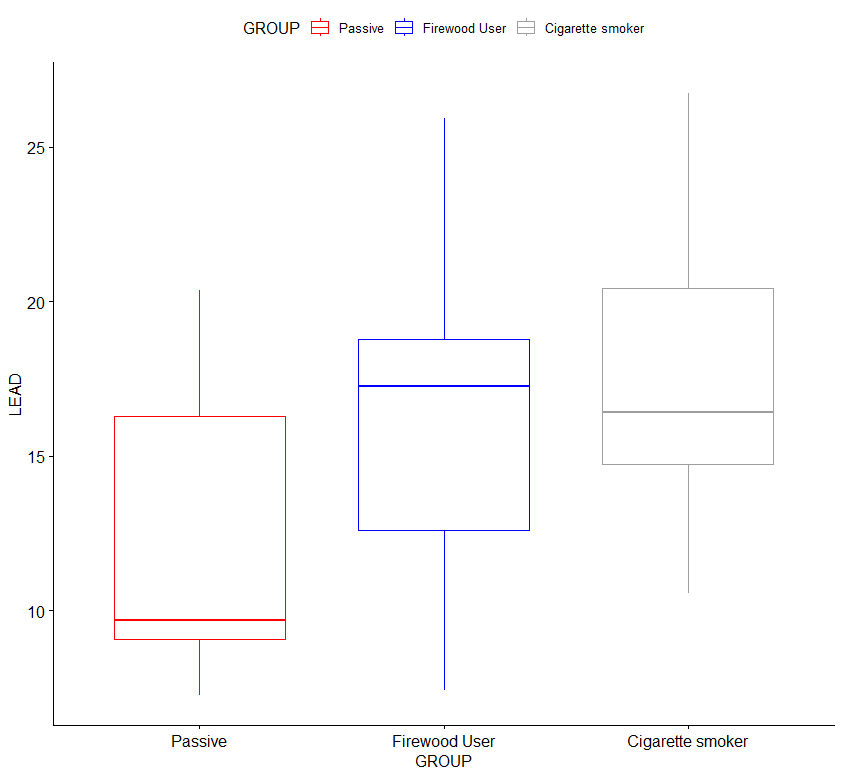 GROUP Passive Firewood User Cigarette smoker
25
20
15
10
LEAD
Passive Firewood User Cigarette smoker
GROUP